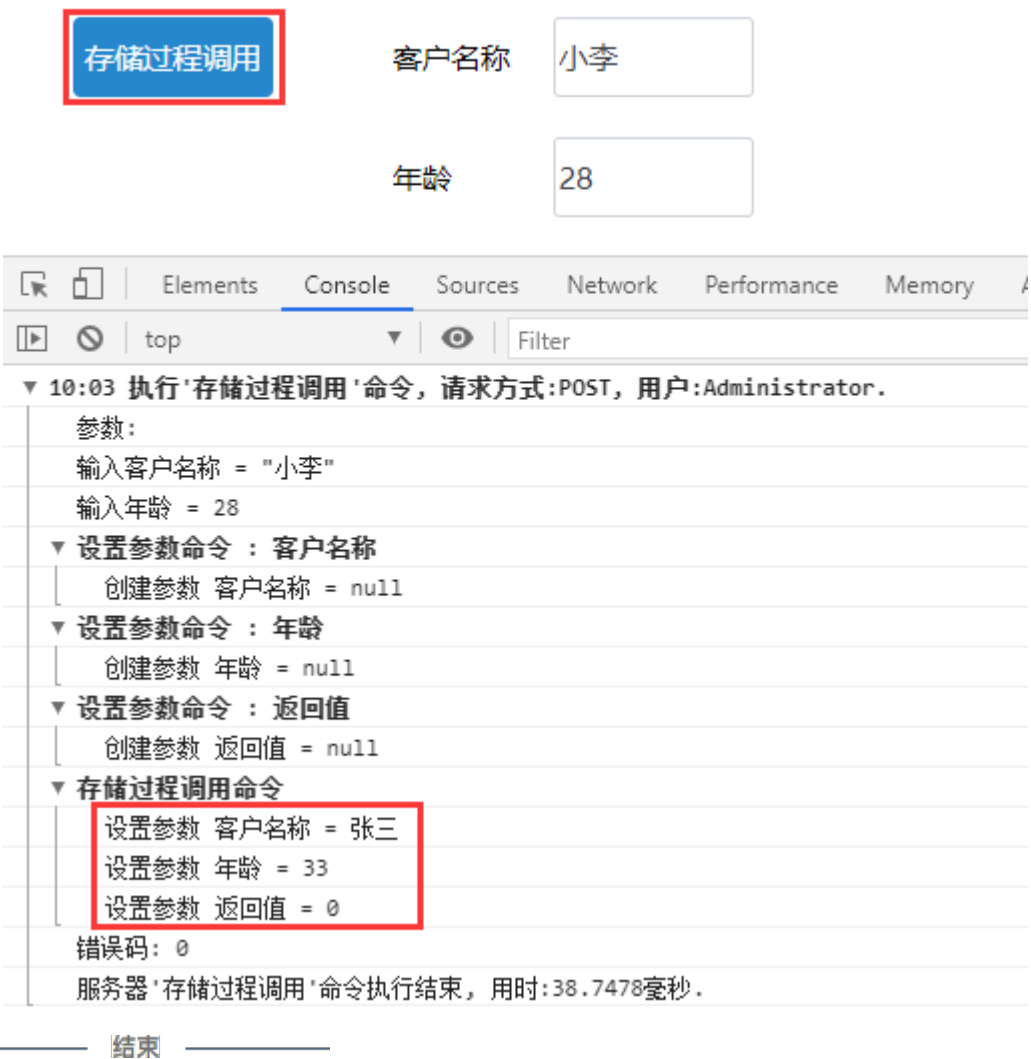 存储过程调用 客户名称 小李
年龄 28
Elements Console Sources Network Performance Memory
top Filter
10:03 执行'存储过程调用'命令，请求方式:POST，用户:Administrator.
参数:
输入客户名称 = "小李"
输入年龄 = 28
设置参数命令 : 客户名称
创建参数 客户名称 = null
设置参数命令 : 年龄
创建参数 年龄 = null
设置参数命令 : 返回值
创建参数 返回值 = null
存储过程调用命令
设置参数 客户名称 = 张三
设置参数 年龄 = 33
设置参数 返回值 = 0
错误码: 0
服务器'存储过程调用'命令执行结束, 用时:38.7478毫秒.
结束